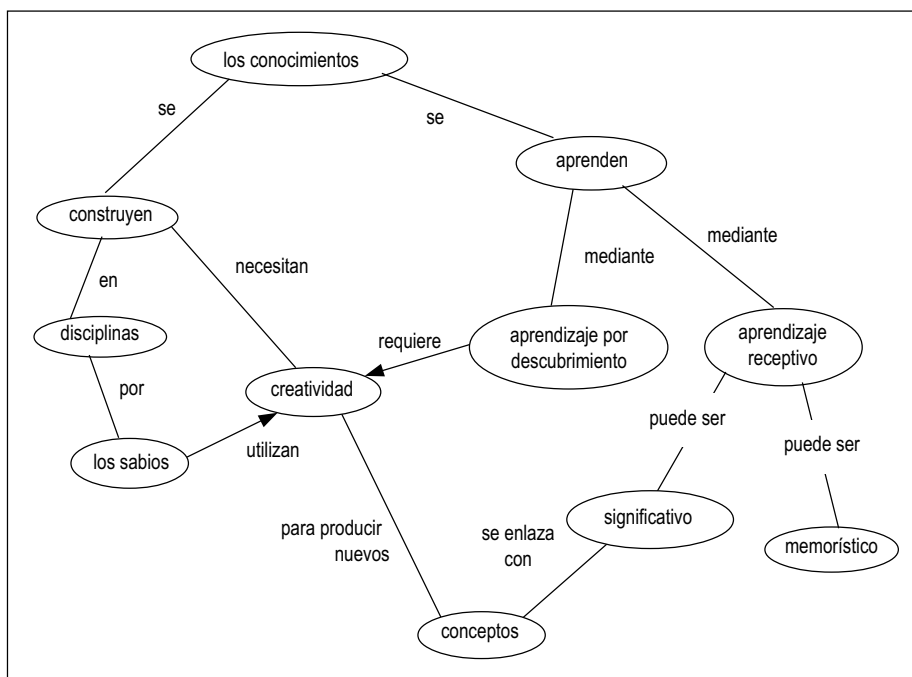 los conocimientos
se
se
aprenden
construyen
mediante
necesitan
mediante
en
disciplinas
requiere
aprendizaje por
descubrimiento
aprendizaje
receptivo
por
creatividad
puede ser
los sabios
utilizan
puede ser
significativo
para producir
nuevos
se enlaza
con
memorístico
conceptos